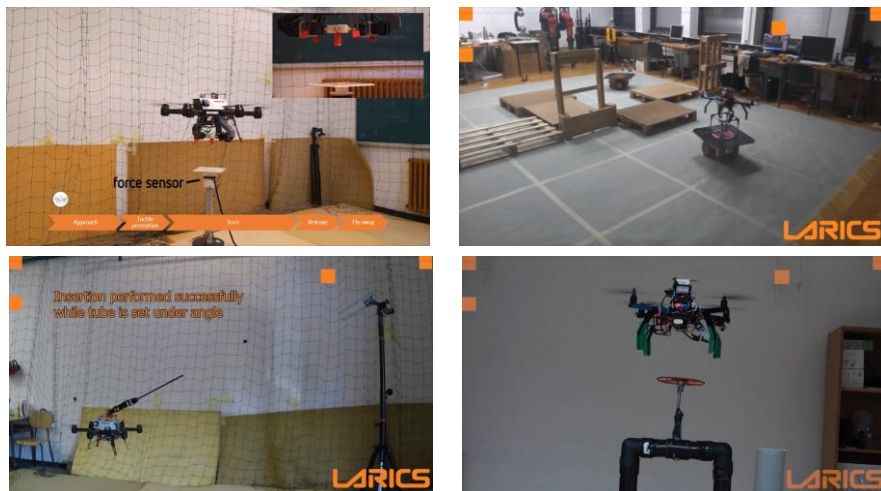 force sensor
Approach
Tactile
perception
Turn
Release
Fly away
LARICS
Insertion performed successfully
while tube is set under angle
LARICS
LARICS